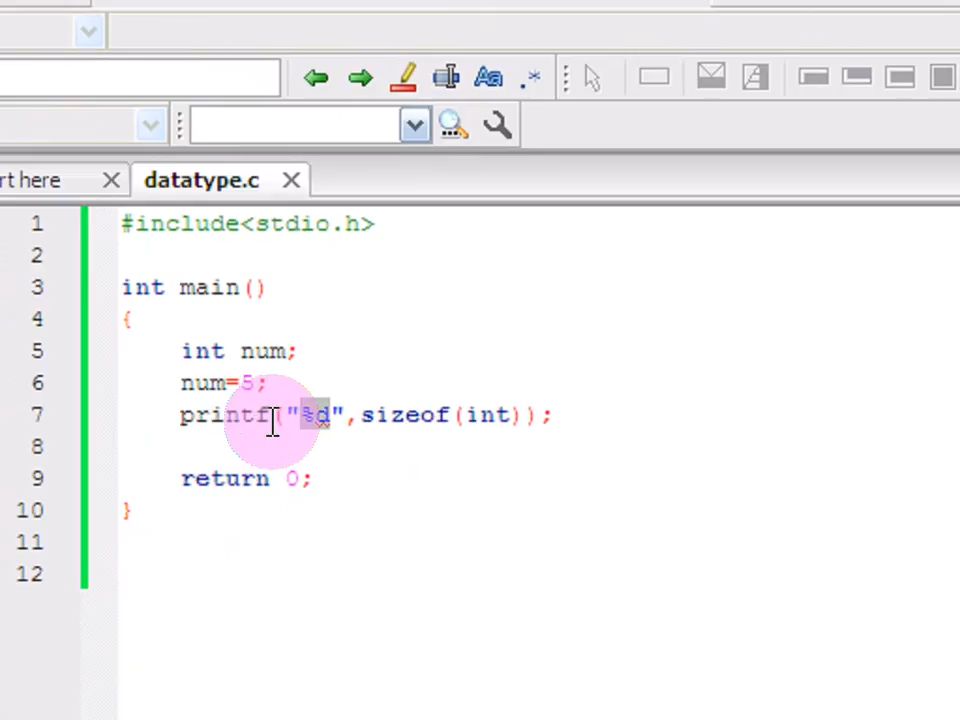 rt here
datatype.c
1 #include<stdio.h>
2
3 int main()
4 {
5 int num;
6 num=5;
7 printf("%d",sizeof(int));
8
9 return 0;
10 }
11
12